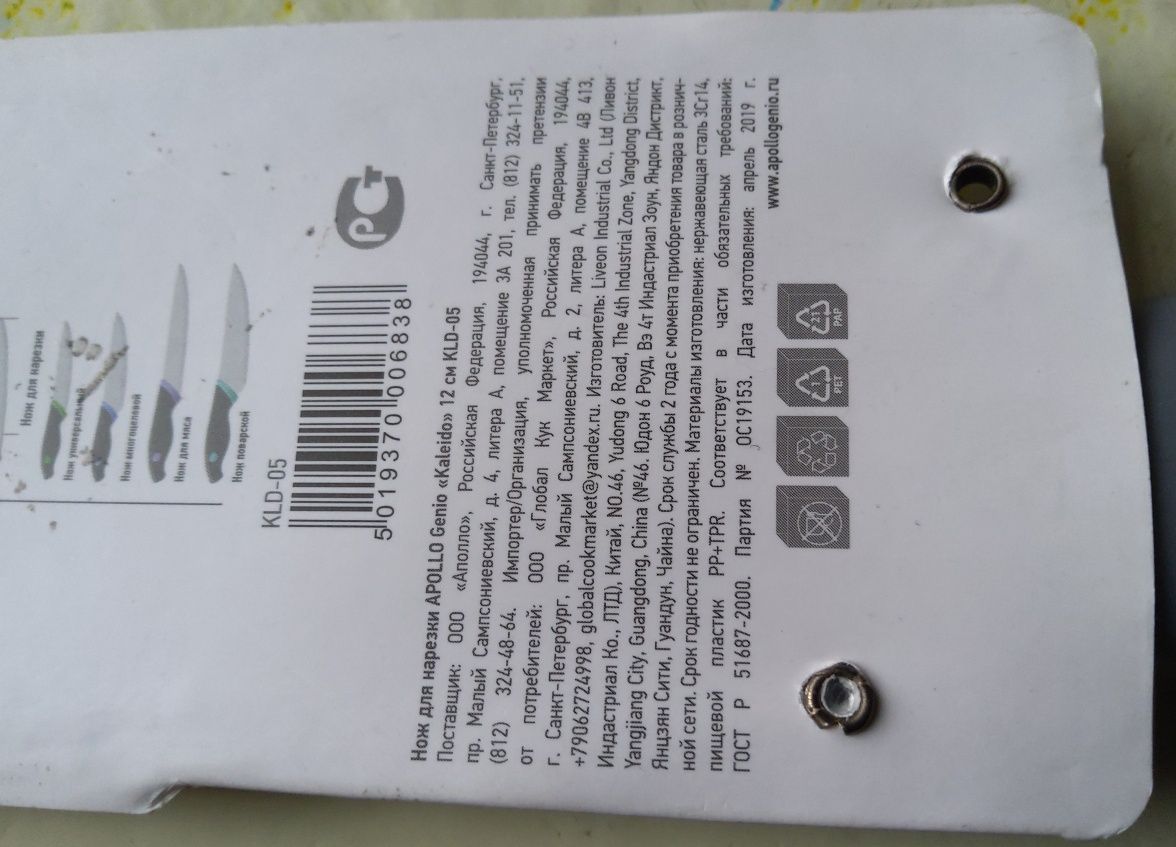 Нож для нарезки
Нож универсальный
Нож многоцелевой
Нож для мяса
Нож поварской
KLD-05
5 019370 006838
РСТ
Нож для нарезки APOLLO Genio «Kaleido» 12 см KLD-05
Поставщик: ООО «Аполло», Российская Федерация, 194044, г. Санкт-Петербург,
пр. Малый Сампсониевский, д. 4, литера А, помещение 3А 201, тел. (812) 324-11-51,
(812) 324-48-64. Импортер/Организация, уполномоченная принимать претензии
от потребителей: ООО «Глобал Кук Маркет», Российская Федерация, 194044,
г. Санкт-Петербург, пр. Малый Сампсониевский, д. 2, литера А, помещение 4В 413,
+79062724998, globalcookmarket@yandex.ru. Изготовитель: Liveon Industrial Co., Ltd (Ливон
Индастриал Ко., ЛТД), Китай, NO.46, Yudong 6 Road, The 4th Industrial Zone, Yangdong District,
Yangjiang City, Guangdong, China (№46. Юдон 6 Роуд, Вэ 4т Индастриал Зоун, Яндон Дистрикт,
Янцзян Сити, Гуандун, Чайна). Срок службы 2 года с момента приобретения товара в рознич-
ной сети. Срок годности не ограничен. Материалы изготовления: нержавеющая сталь 3Cr14,
пищевой пластик PP+TPR. Соответствует в части обязательных требований:
ГОСТ Р 51687-2000. Партия № ОС19153. Дата изготовления: апрель 2019 г.
www.apollogenio.ru
1
PET
21
PAP